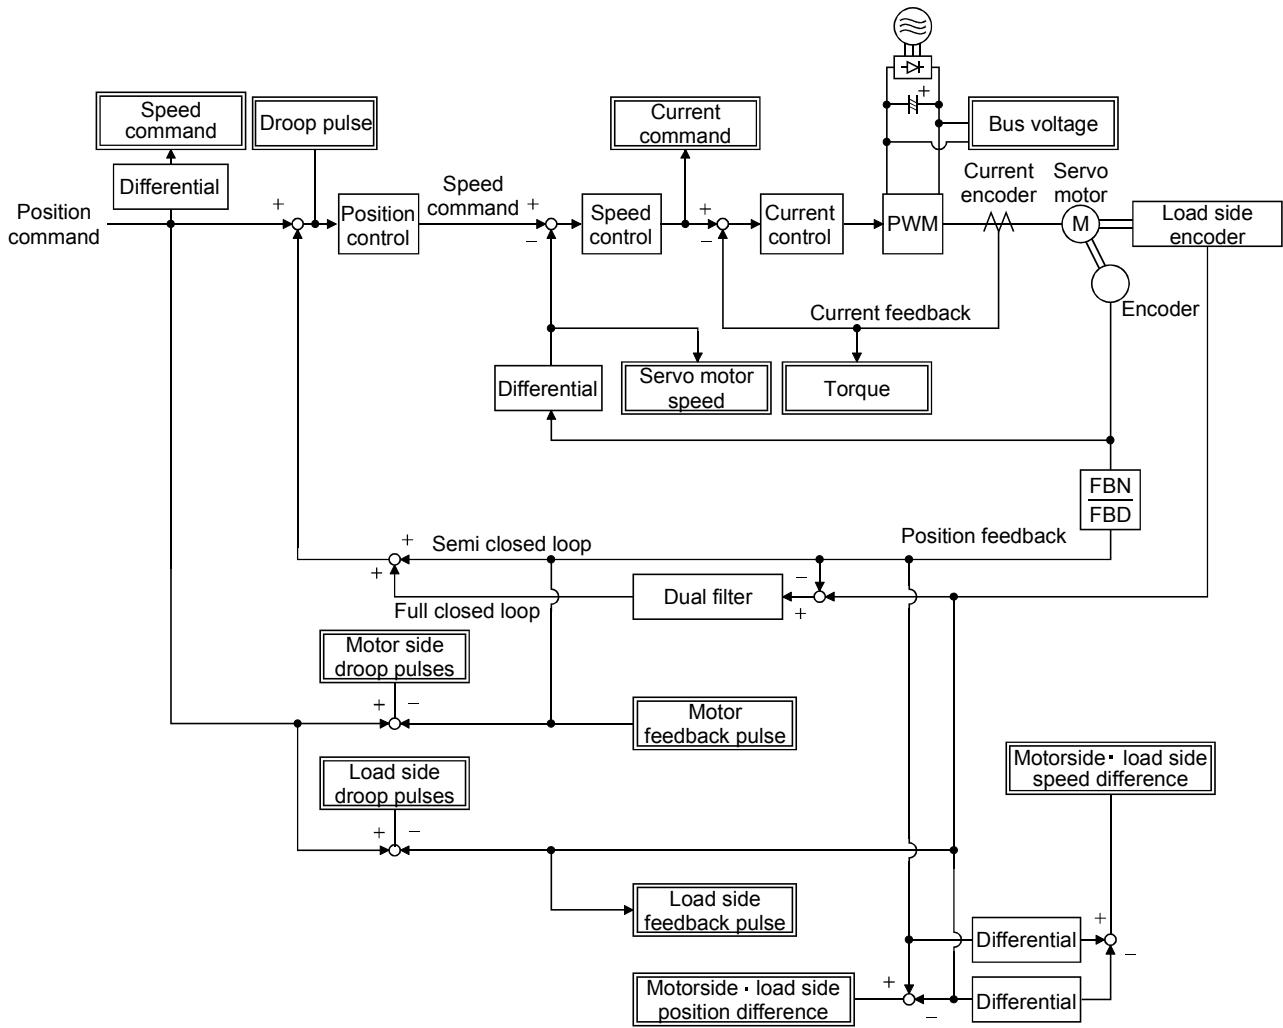 Speed
command
Droop pulse
Current
command
+
Bus voltage
Differential
Position
command
+
Position
control
Speed
command
+
−
Speed
control
+
−
Current
control
PWM
Current
encoder
Servo
motor
M
Load side
encoder
Encoder
Current feedback
Differential
Servo motor
speed
Torque
FBN
FBD
Position feedback
+
+
Semi closed loop
−
+
Dual filter
Full closed loop
Motor side
droop pulses
+
−
Motor
feedback pulse
Load side
droop pulses
+
−
Load side
feedback pulse
Motorside・load side
speed difference
+
−
Differential
Differential
Motorside・load side
position difference
+
−